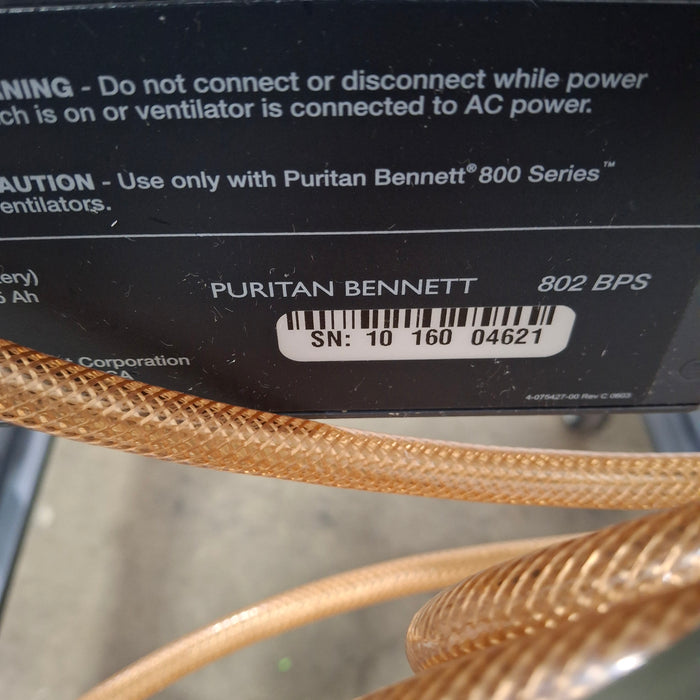 NING - Do not connect or disconnect while power
ch is on or ventilator is connected to AC power.
AUTION - Use only with Puritan Bennett® 800 Series™
entilators.
ery)
Ah
PURITAN BENNETT 802 BPS
SN: 10 160 04621
Corporation
4-075427-00 Rev C 0603